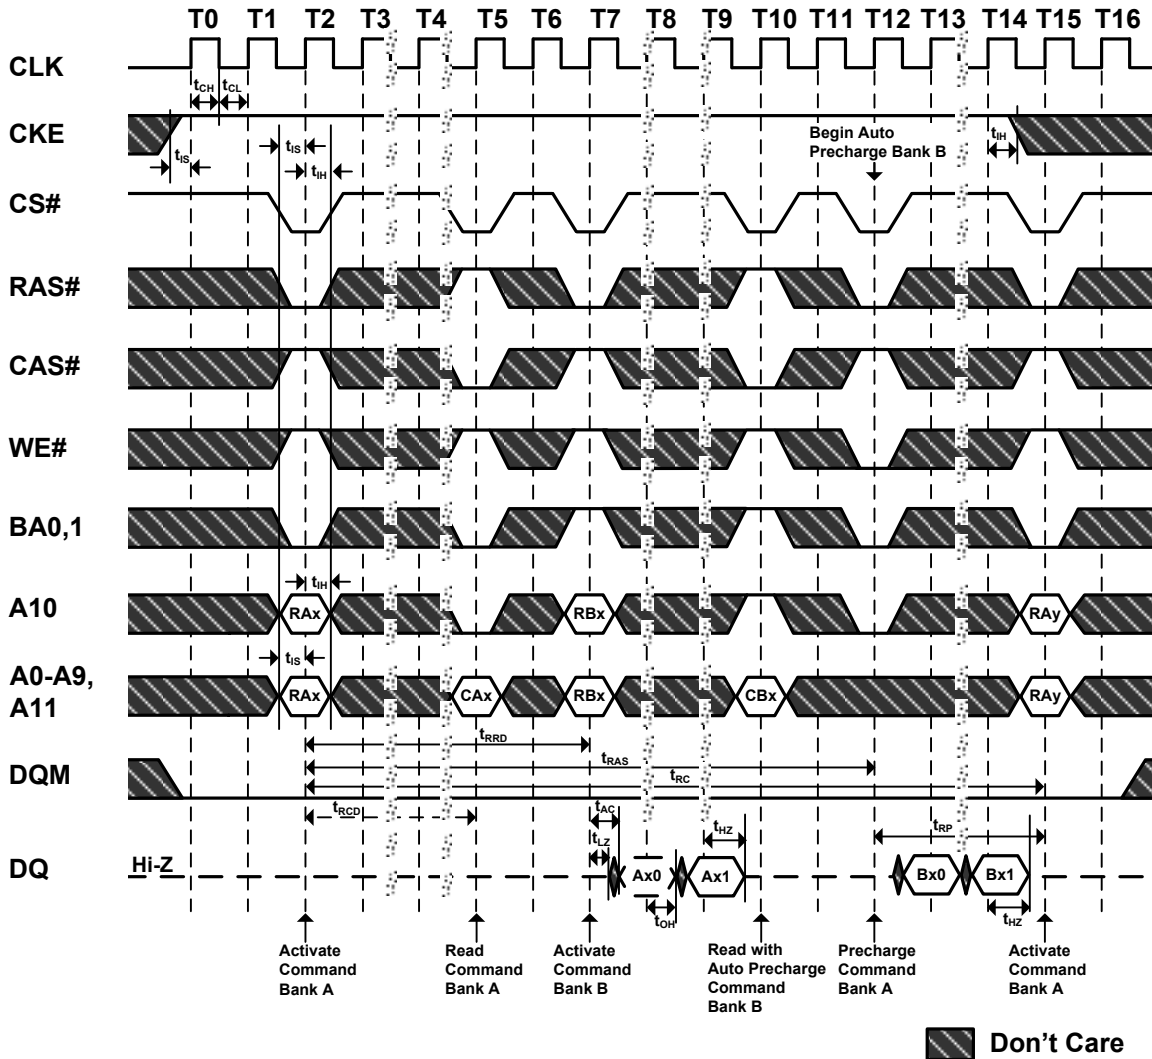 T0 T1 T2 T3 T4 T5 T6 T7 T8 T9 T10 T11 T12 T13 T14 T15 T16
CLK
tCH tCL
CKE
tIS
tIS
tIH
Begin Auto
Precharge Bank B
tIH
CS#
RAS#
CAS#
WE#
BA0,1
tIH
A10
RAx
RBx
RAy
tIS
A0-A9,
A11
RAx
CAx
RBx
CBx
RAy
tRRD
tRAS
tRC
DQM
tRCD
tAC
tLZ
tHZ
tRP
DQ
Hi-Z
Ax0
Ax1
Bx0
Bx1
tOH
tHZ
Activate
Command
Bank A
Read
Command
Bank A
Activate
Command
Bank B
Read with
Auto Precharge
Command
Bank B
Precharge
Command
Bank A
Activate
Command
Bank A
Don't Care